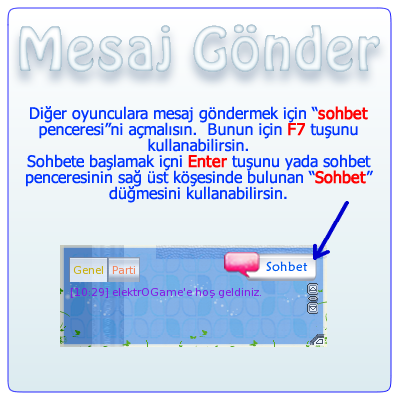 Mesaj Gönder
Diğer oyunculara mesaj göndermek için “sohbet
penceresi”ni açmalısın. Bunun için F7 tuşunu
kullanabilirsin.
Sohbete başlamak içni Enter tuşunu yada sohbet
penceresinin sağ üst köşesinde bulunan “Sohbet”
düğmesini kullanabilirsin.
Sohbet
Genel Parti
[10:29] elektrOGame'e hoş geldiniz.